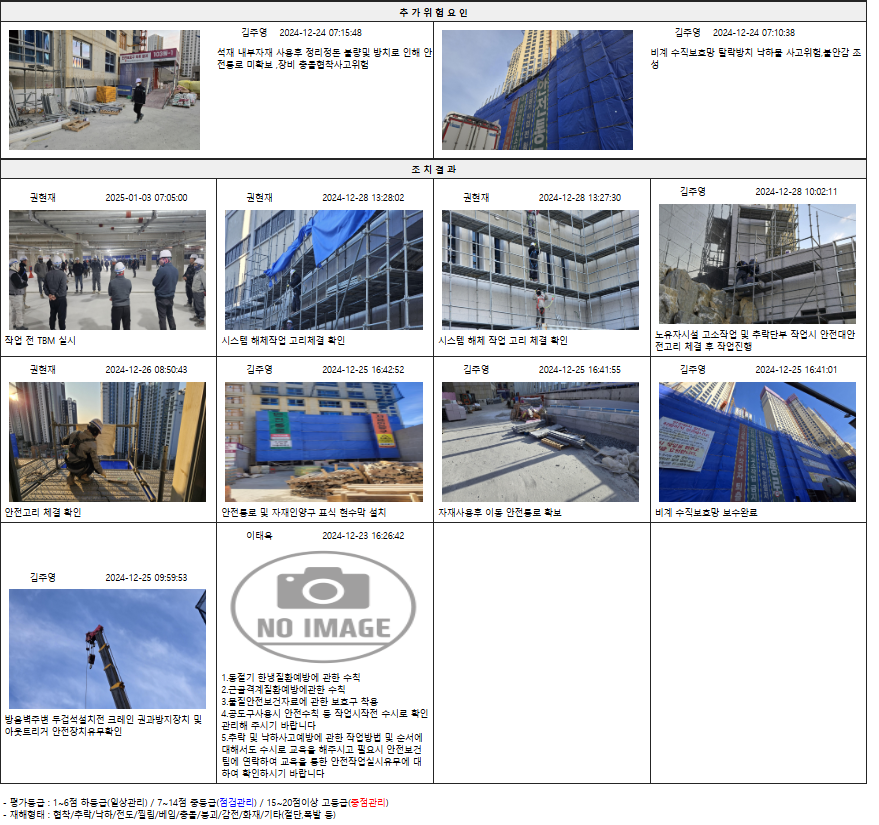 추가위험요인
김주영 2024-12-24 07:15:48
석재 내부자재 사용후 정리정돈 불량및 방치로 인해 안
전통로 미확보 ,장비 충돌협착사고위험
김주영 2024-12-24 07:10:38
비계 수직보호망 탈락방치 낙하물 사고위험,불안감 조
성
조치결과
권현재 2025-01-03 07:05:00
작업 전 TBM 실시
권현재 2024-12-28 13:28:02
시스템 해체작업 고리체결 확인
권현재 2024-12-28 13:27:30
시스템 해체 작업 고리 체결 확인
김주영 2024-12-28 10:02:11
노유자시설 고소작업 및 추락단부 작업시 안전대안
전고리 체결 후 작업진행
권현재 2024-12-26 08:50:43
안전고리 체결 확인
김주영 2024-12-25 16:42:52
안전통로 및 자재인양구 표식 현수막 설치
김주영 2024-12-25 16:41:55
자재사용후 이동 안전통로 확보
김주영 2024-12-25 16:41:01
비계 수직보호망 보수완료
김주영 2024-12-25 09:59:53
방음벽주변 두겁석설치전 크레인 권과방지장치 및
아웃트리거 안전장치유무확인
이태욱 2024-12-23 16:26:42
NO IMAGE
1.동절기 한냉질환예방에 관한 수칙
2.근골격계질환예방에관한 수칙
3.물질안전보건자료에 관한 보호구 착용
4.공도구사용시 안전수칙 등 작업시작전 수시로 확인
관리해 주시기 바랍니다
5.추락 및 낙하사고예방에 관한 작업방법 및 순서에
대해서도 수시로 교육을 해주시고 필요시 안전보건
팀에 연락하여 교육을 통한 안전작업실시유무에 대
하여 확인하시기 바랍니다
- 평가등급 : 1~6점 하등급(일상관리) / 7~14점 중등급(점검관리) / 15~20점이상 고등급(중점관리)
- 재해형태 : 협착/추락/낙하/전도/찔림/베임/충돌/붕괴/감전/화재/기타(절단,폭발 등)